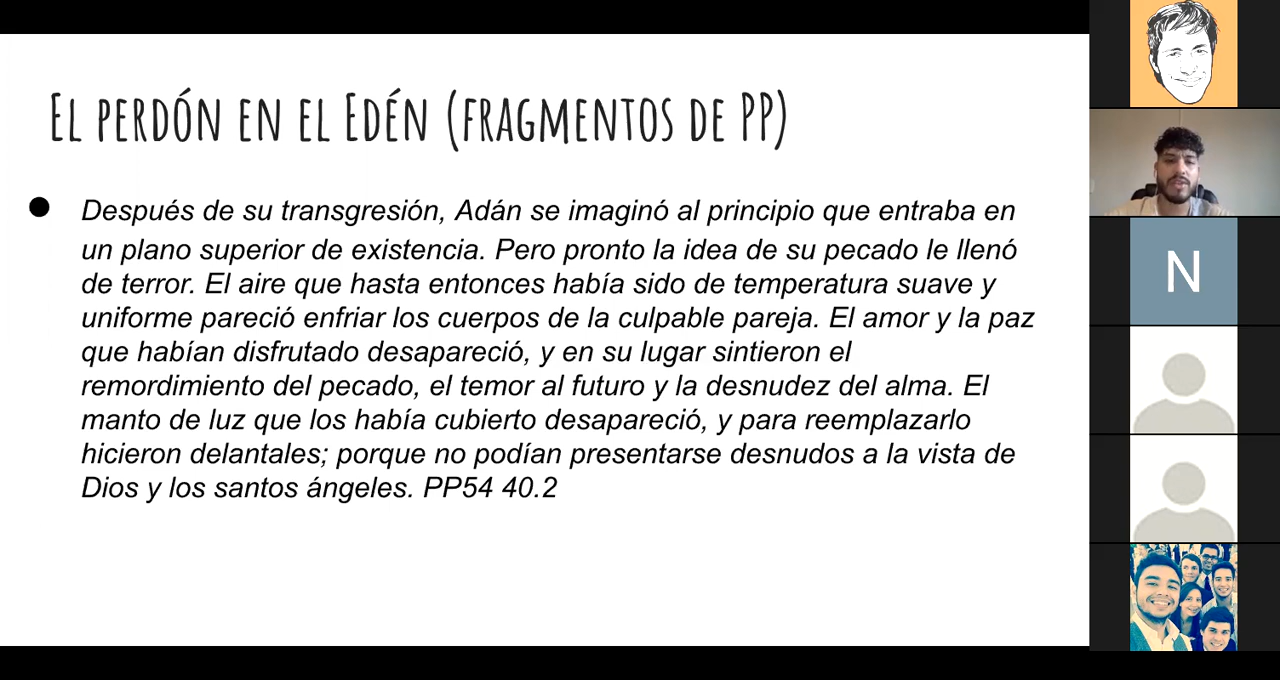 El perdón en el Edén (fragmentos de PP)
Después de su transgresión, Adán se imaginó al principio que entraba en
un plano superior de existencia. Pero pronto la idea de su pecado le llenó
de terror. El aire que hasta entonces había sido de temperatura suave y
uniforme pareció enfriar los cuerpos de la culpable pareja. El amor y la paz
que habían disfrutado desapareció, y en su lugar sintieron el
remordimiento del pecado, el temor al futuro y la desnudez del alma. El
manto de luz que los había cubierto desapareció, y para reemplazarlo
hicieron delantales; porque no podían presentarse desnudos a la vista de
Dios y los santos ángeles. PP54 40.2
N